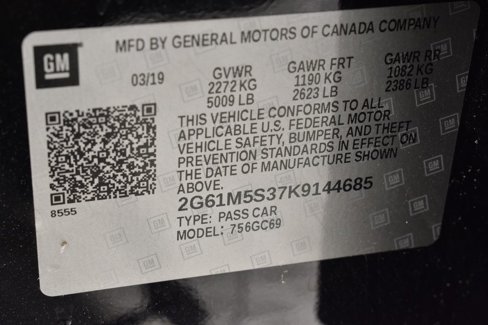 GM
MFD BY GENERAL MOTORS OF CANADA COMPANY
03/19 GVWR GAWR FRT GAWR RR
2272 KG 1190 KG 1082 KG
5009 LB 2623 LB 2386 LB
THIS VEHICLE CONFORMS TO ALL
APPLICABLE U.S. FEDERAL MOTOR
VEHICLE SAFETY, BUMPER, AND THEFT
PREVENTION STANDARDS IN EFFECT ON
THE DATE OF MANUFACTURE SHOWN
ABOVE.
8555
2G61M5S37K9144685
TYPE: PASS CAR
MODEL: 756GC69